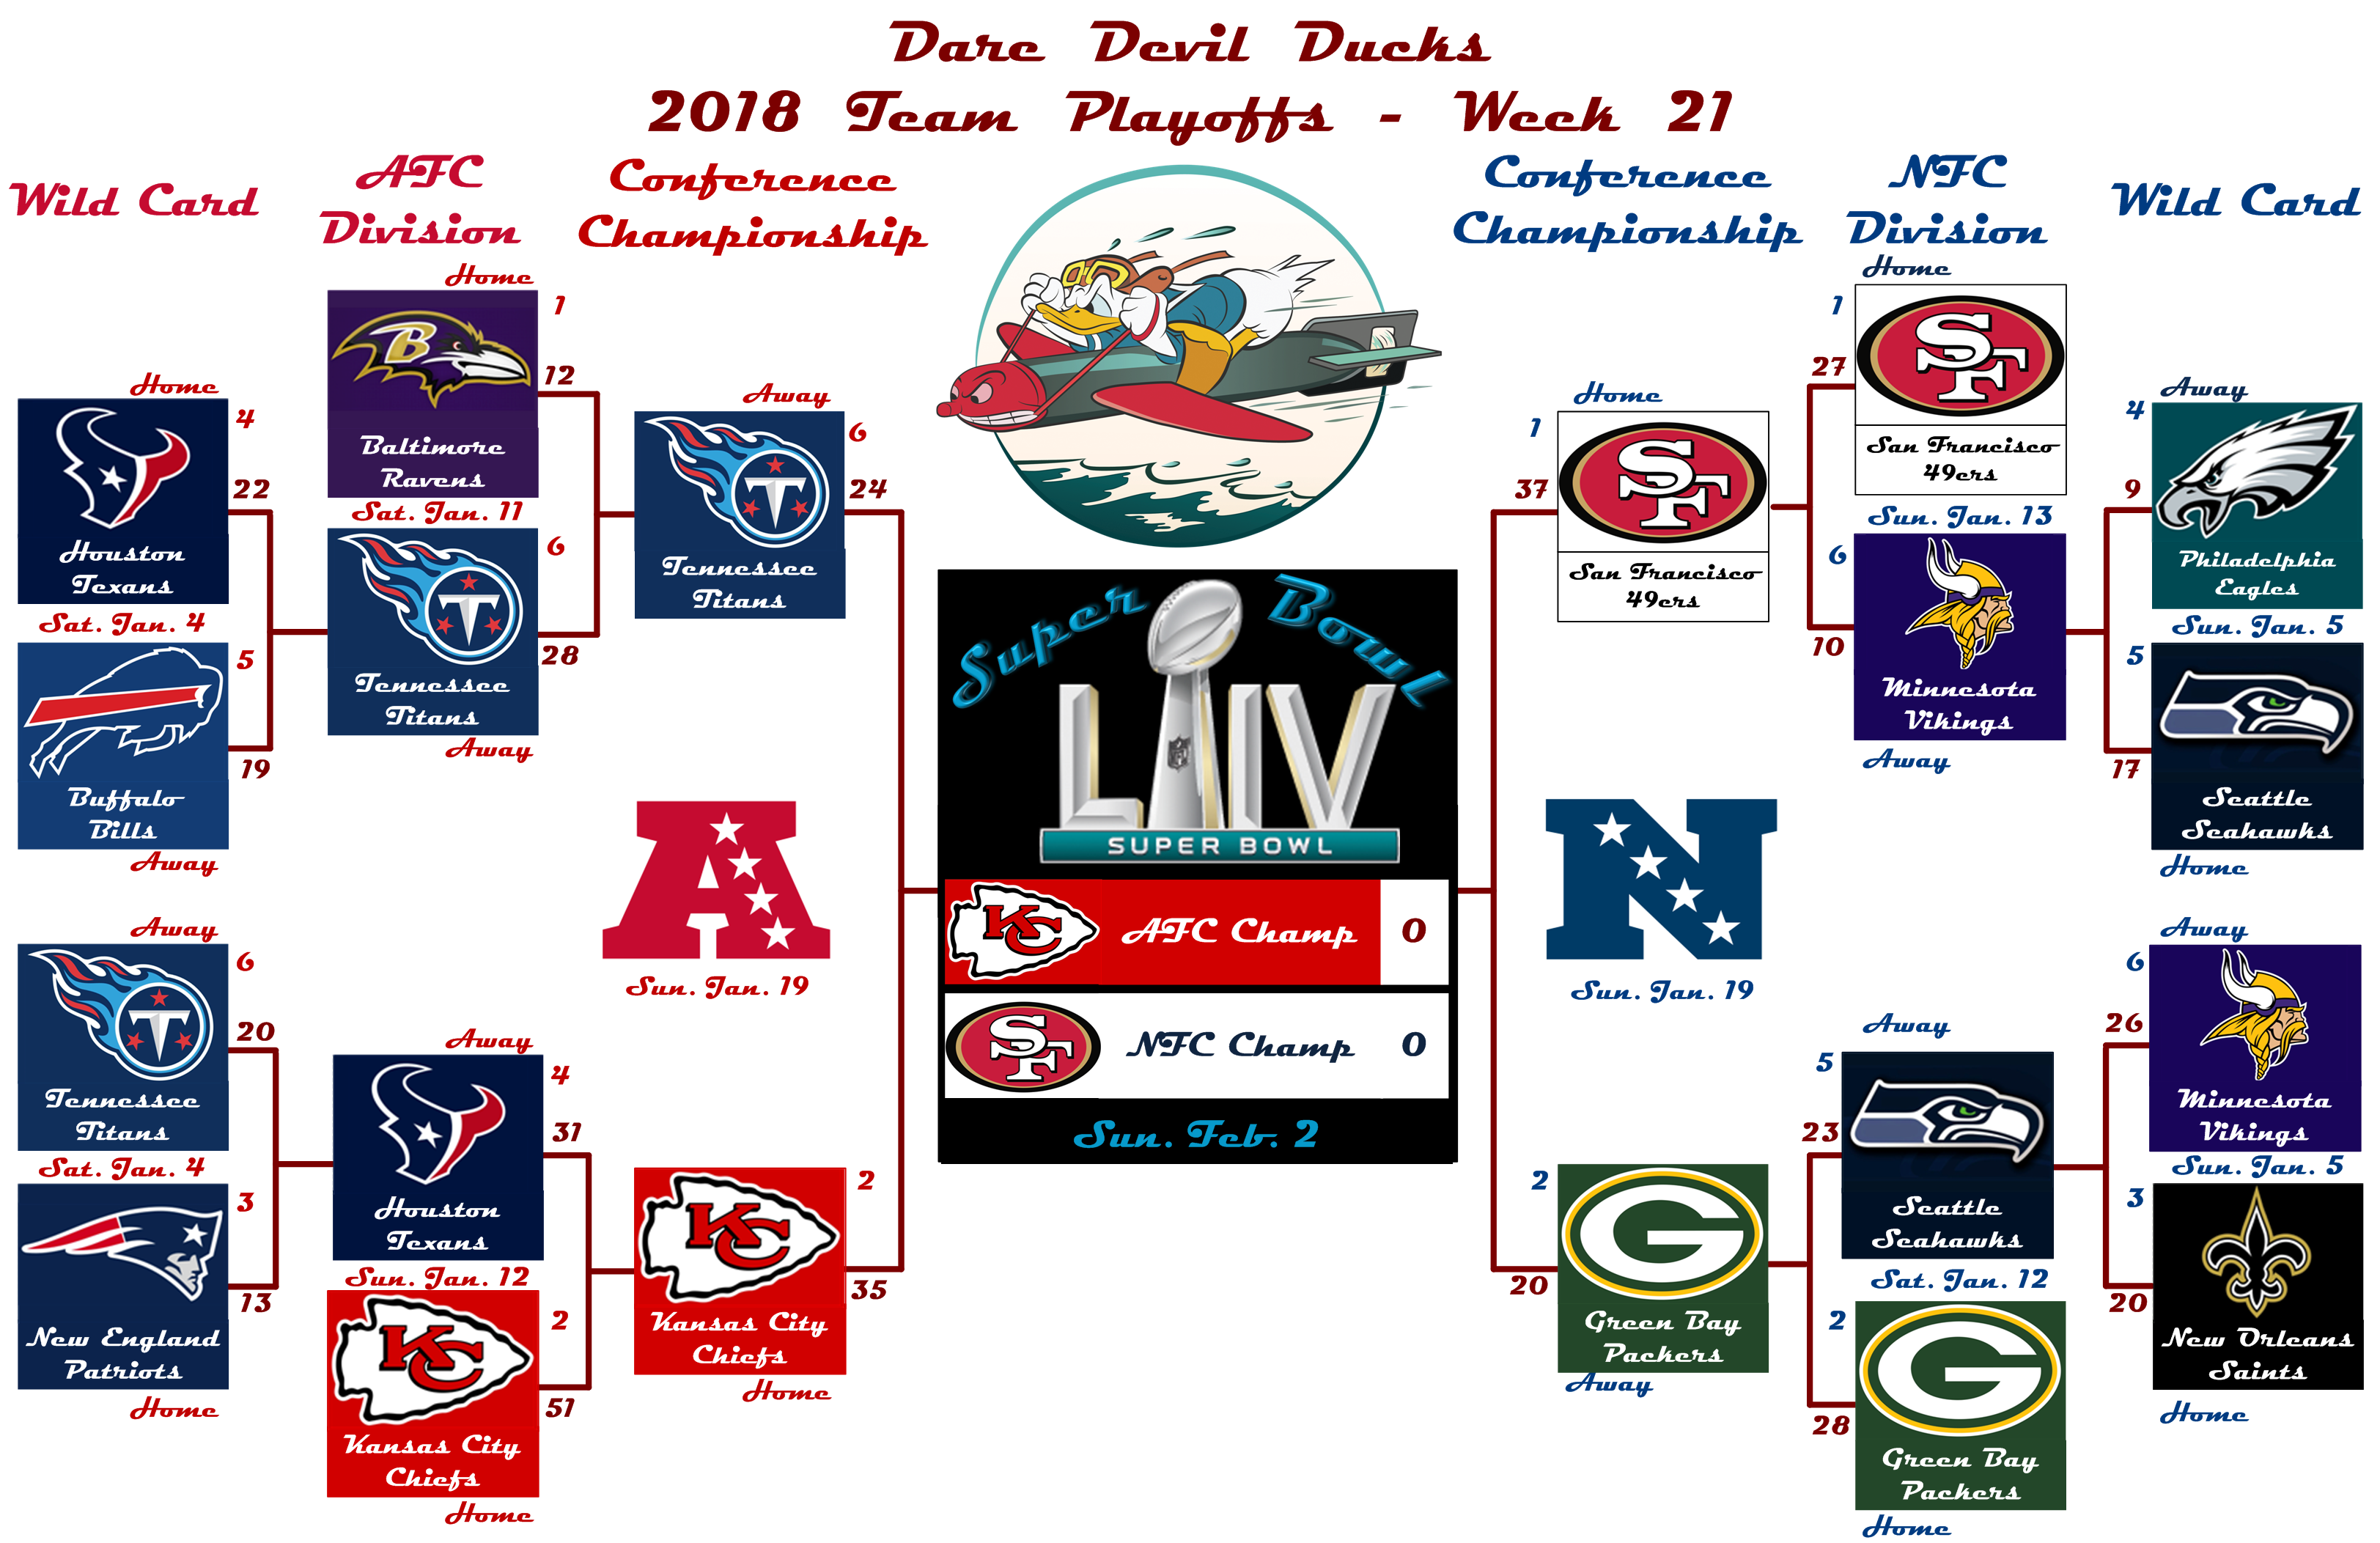 Dare Devil Ducks
2018 Team Playoffs - Week 21
Wild Card
AFC
Division
Conference
Championship
Conference
Championship
NFC
Division
Wild Card
Home
4
22
Houston
Texans
Sat. Jan. 4
5
Buffalo
Bills
19
Away
Away
6
20
Tennessee
Titans
Sat. Jan. 4
3
13
New England
Patriots
Home
Home
1
B
12
Baltimore
Ravens
Sat. Jan. 11
6
T
28
Tennessee
Titans
Away
Away
4
31
Houston
Texans
Sun. Jan. 12
2
KC
51
Kansas City
Chiefs
Home
Away
6
T
24
Tennessee
Titans
A
Sun. Jan. 19
2
KC
35
Kansas City
Chiefs
Home
Super Bowl
LIV
NFL
SUPER BOWL
KC
AFC Champ 0
SF
NFC Champ 0
Sun. Feb. 2
Home
1
37
SF
San Francisco
49ers
N
Sun. Jan. 19
2
20
G
Green Bay
Packers
Away
Home
1
27
SF
San Francisco
49ers
Sun. Jan. 13
6
10
Minnesota
Vikings
Away
Away
5
23
Seattle
Seahawks
Sat. Jan. 12
2
28
G
Green Bay
Packers
Home
Away
4
9
Philadelphia
Eagles
Sun. Jan. 5
5
17
Seattle
Seahawks
Home
Away
6
26
Minnesota
Vikings
Sun. Jan. 5
3
20
New Orleans
Saints
Home